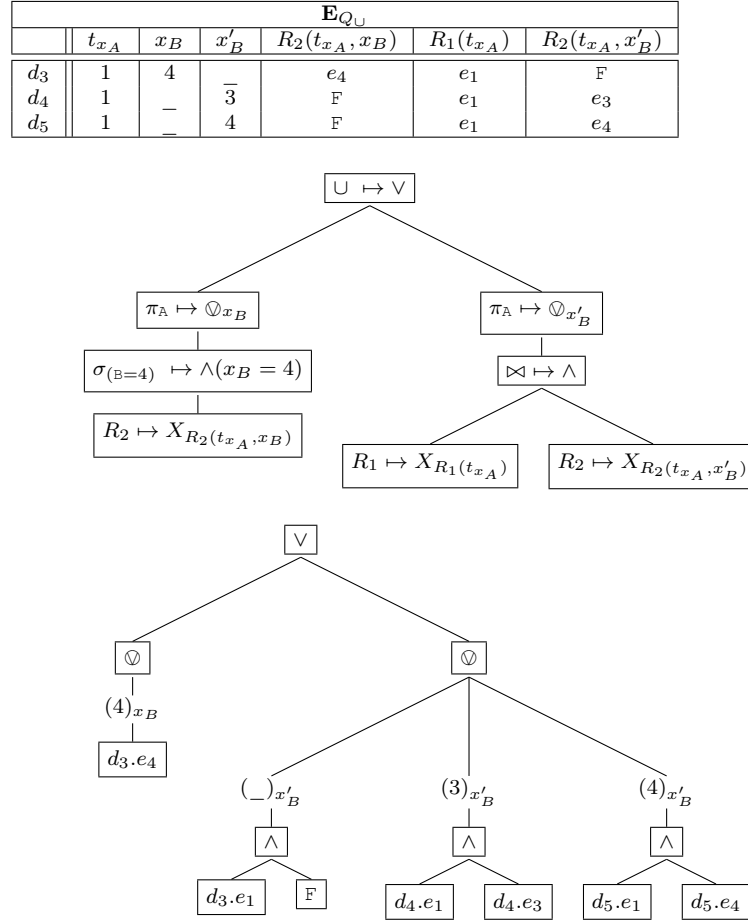 E_{Q_∪}
t_{x_A} x_B x'_B R_2(t_{x_A}, x_B) R_1(t_{x_A}) R_2(t_{x_A}, x'_B)
d_3 1 4 _ e_4 e_1 F
d_4 1 _ 3 F e_1 e_3
d_5 1 _ 4 F e_1 e_4
∪ ↦ ∨
π_A ↦ ⊚_{x_B} π_A ↦ ⊚_{x'_B}
σ_{(B=4)} ↦ ∧(x_B = 4) ⋈ ↦ ∧
R_2 ↦ X_{R_2(t_{x_A}, x_B)}
R_1 ↦ X_{R_1(t_{x_A})} R_2 ↦ X_{R_2(t_{x_A}, x'_B)}
∨
Ⓥ Ⓥ
(4)_{x_B}
d_3.e_4
(_)_{x'_B} (3)_{x'_B} (4)_{x'_B}
∧ ∧ ∧
d_3.e_1 F d_4.e_1 d_4.e_3 d_5.e_1 d_5.e_4